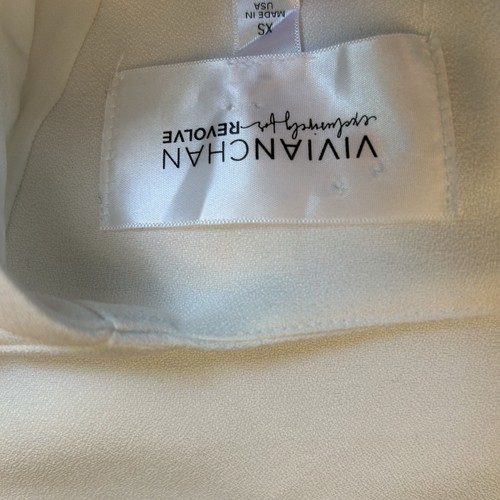 VIVIANCHAN
exclusively for REVOLVE
XS
MADE IN
USA